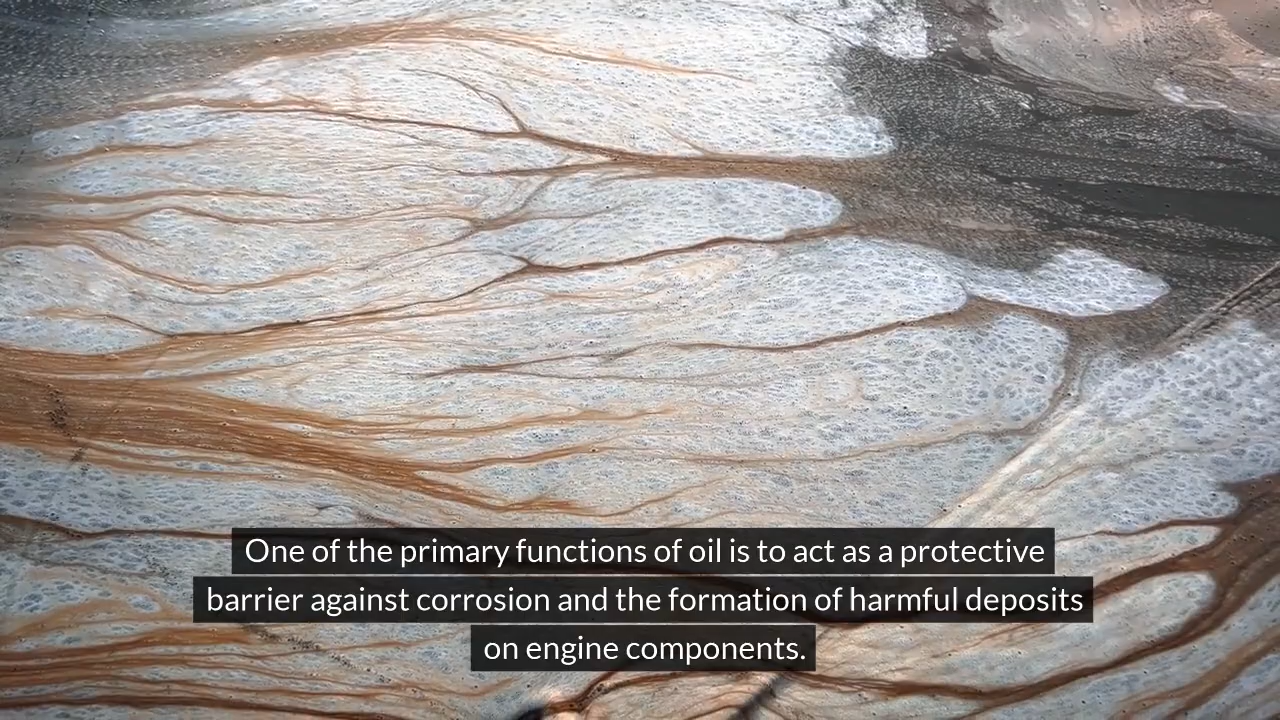 One of the primary functions of oil is to act as a protective
barrier against corrosion and the formation of harmful deposits
on engine components.